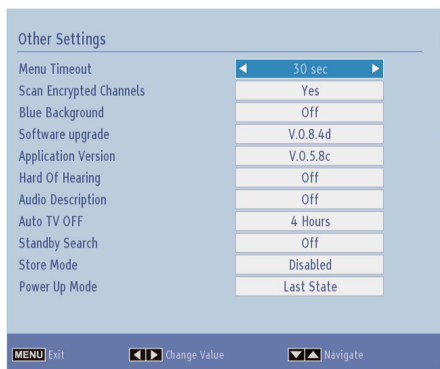 Other Settings
Menu Timeout 30 sec
Scan Encrypted Channels Yes
Blue Background Off
Software upgrade V.0.8.4d
Application Version V.0.5.8c
Hard Of Hearing Off
Audio Description Off
Auto TV OFF 4 Hours
Standby Search Off
Store Mode Disabled
Power Up Mode Last State
MENU Exit Change Value Navigate